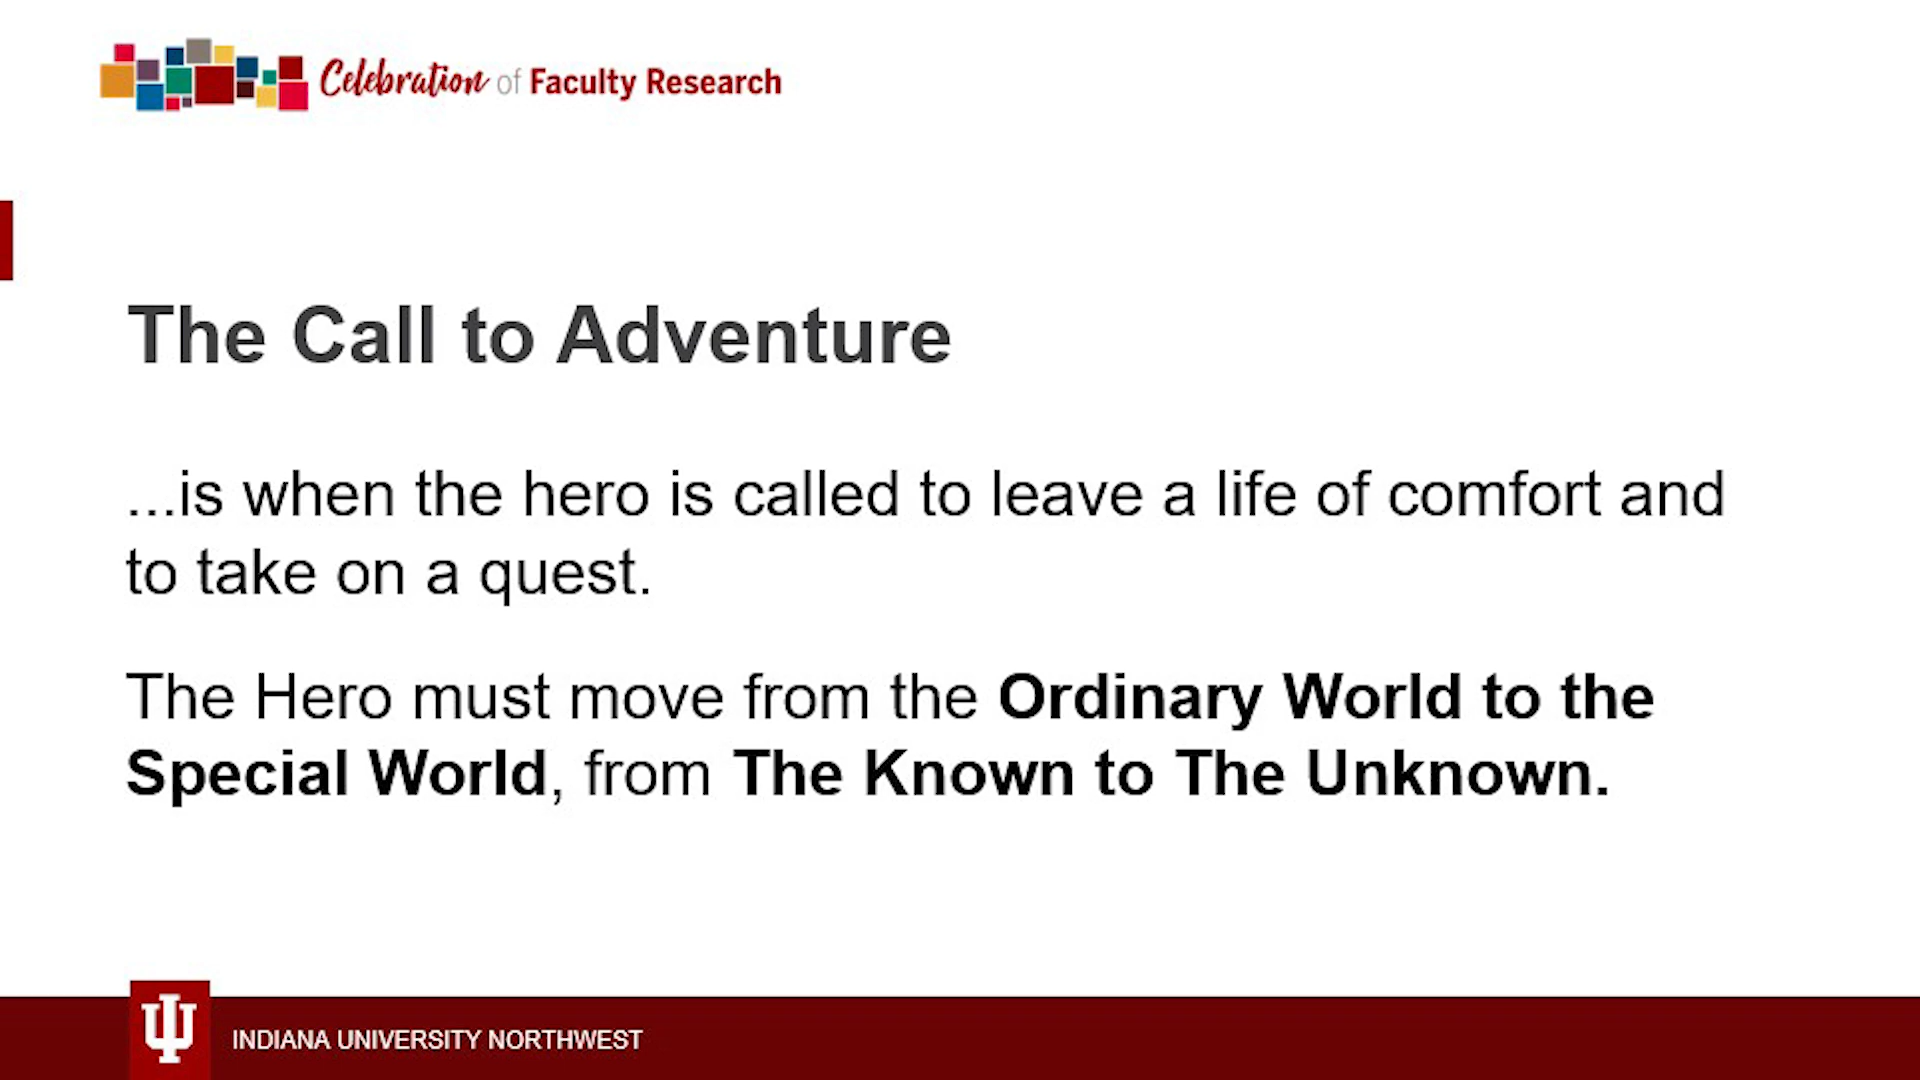 Celebration of Faculty Research
The Call to Adventure
...is when the hero is called to leave a life of comfort and
to take on a quest.
The Hero must move from the Ordinary World to the
Special World, from The Known to The Unknown.
INDIANA UNIVERSITY NORTHWEST